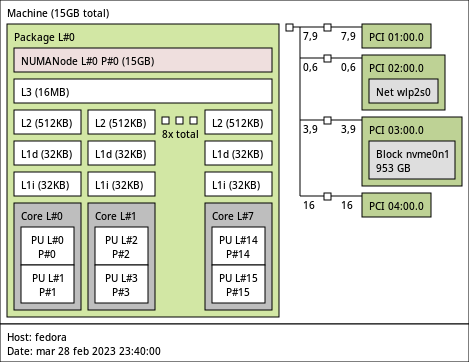 Machine (15GB total)
Package L#0
NUMANode L#0 P#0 (15GB)
L3 (16MB)
L2 (512KB) L2 (512KB) 8x total L2 (512KB)
L1d (32KB) L1d (32KB) L1d (32KB)
L1i (32KB) L1i (32KB) L1i (32KB)
Core L#0 Core L#1 Core L#7
PU L#0 PU L#2 PU L#14
P#0 P#2 P#14
PU L#1 PU L#3 PU L#15
P#1 P#3 P#15
7,9 7,9 PCI 01:00.0
0,6 0,6 PCI 02:00.0
Net wlp2s0
3,9 3,9 PCI 03:00.0
Block nvme0n1
953 GB
16 16 PCI 04:00.0
Host: fedora
Date: mar 28 feb 2023 23:40:00